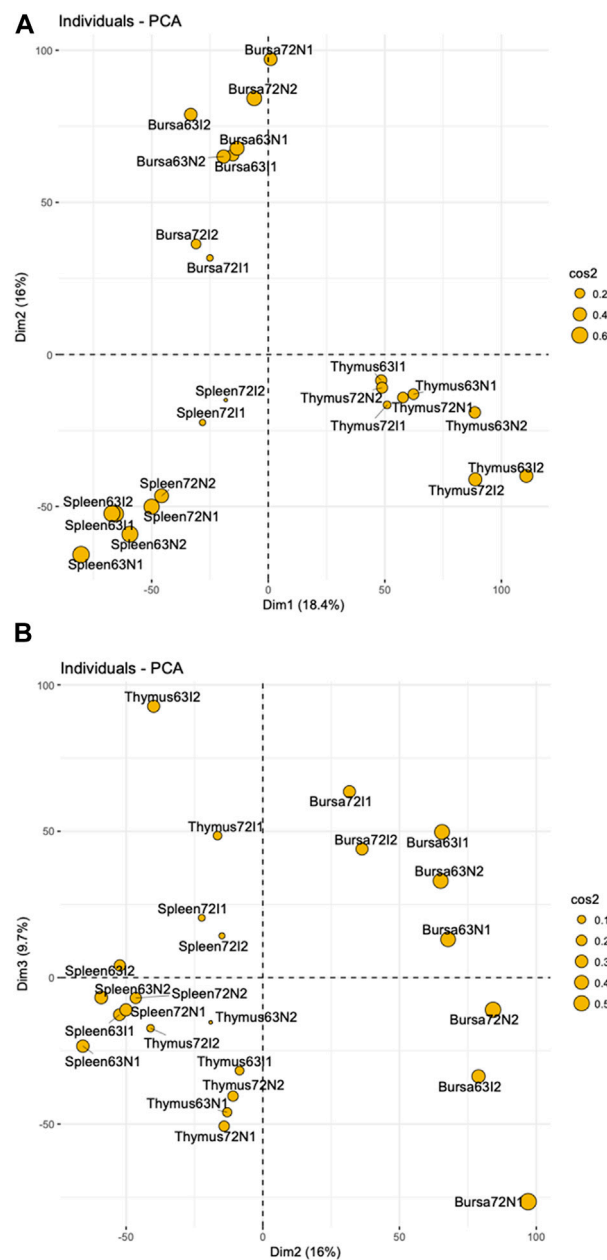 A
Individuals - PCA
100
Bursa72N1
Bursa72N2
Bursa63I2
Bursa63N1
Bursa63N2
Bursa63I1
50
Bursa72I2
Bursa72I1
cos2
0.2
0.4
0.6
Dim2 (16%)
0
Thymus63I1
Spleen72I2
Thymus72N2
Thymus63N1
Spleen72I1
Thymus72N1
Thymus72I1
Thymus63N2
Thymus63I2
Spleen72N2
Thymus72I2
Spleen63I2
-50
Spleen72N1
Spleen63I1
Spleen63N2
Spleen63N1
-50
0
50
100
Dim1 (18.4%)
B
Individuals - PCA
100
Thymus63I2
Bursa72I1
50
Thymus72I1
Bursa72I2
Bursa63I1
Bursa63N2
cos2
0.1
0.2
0.3
0.4
0.5
Spleen72I1
Bursa63N1
Spleen72I2
Dim3 (9.7%)
Spleen63I2
0
Spleen63N2
Spleen72N2
Spleen72N1
Thymus63N2
Bursa72N2
Spleen63I1
Thymus72I2
Spleen63N1
Thymus63I1
Thymus72N2
Bursa63I2
Thymus63N1
-50
Thymus72N1
Bursa72N1
-50
0
50
100
Dim2 (16%)